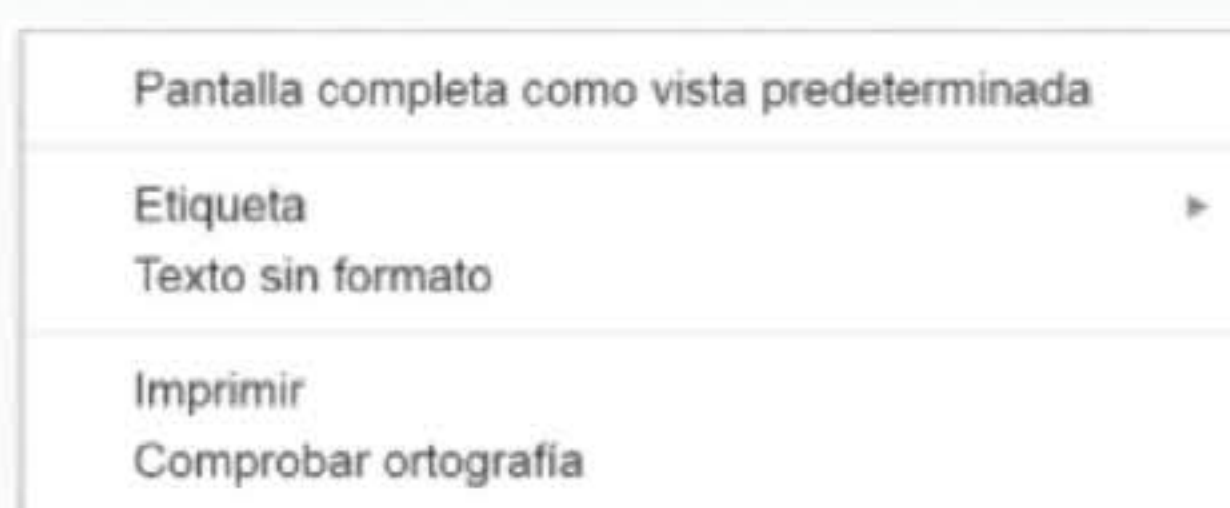 Pantalla completa como vista predeterminada
Etiqueta
Texto sin formato
Imprimir
Comprobar ortografía